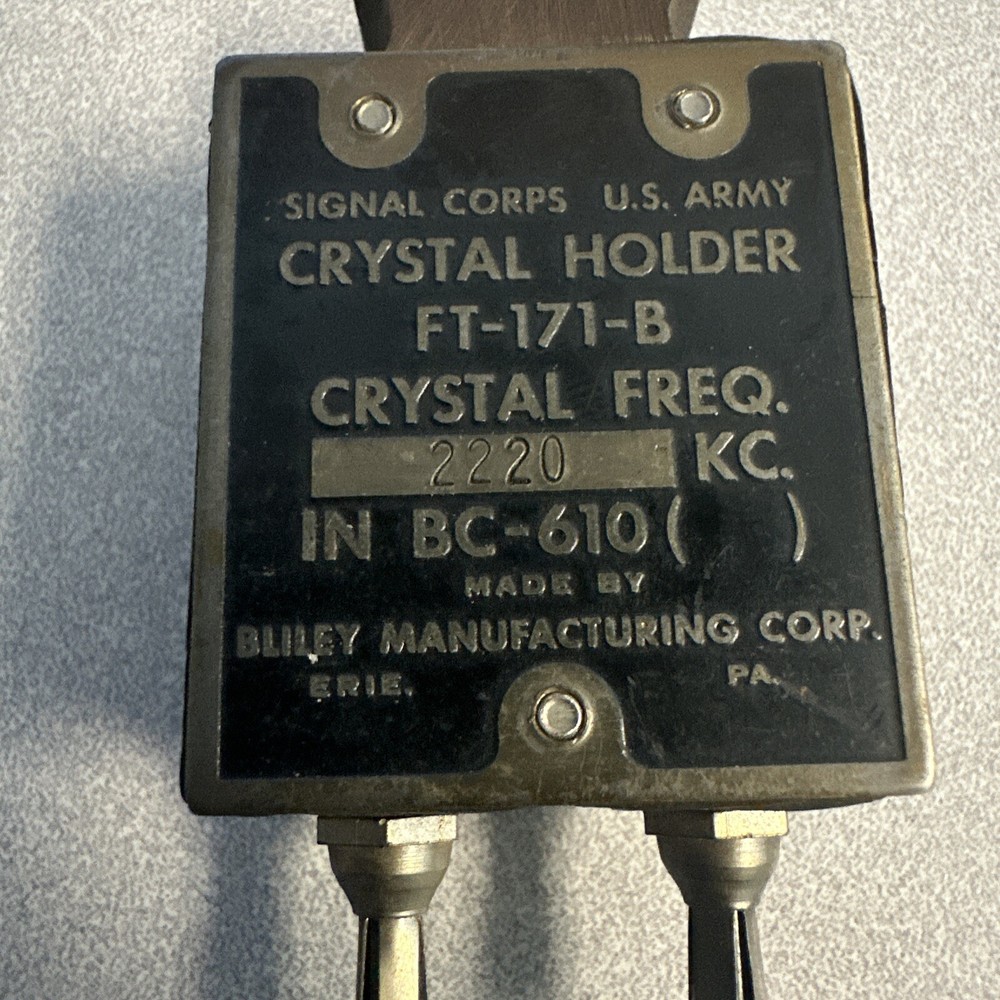 SIGNAL CORPS U.S. ARMY
CRYSTAL HOLDER
FT-171-B
CRYSTAL FREQ.
2220 KC.
IN BC-610 ( )
MADE BY
BLILEY MANUFACTURING CORP.
ERIE. PA.